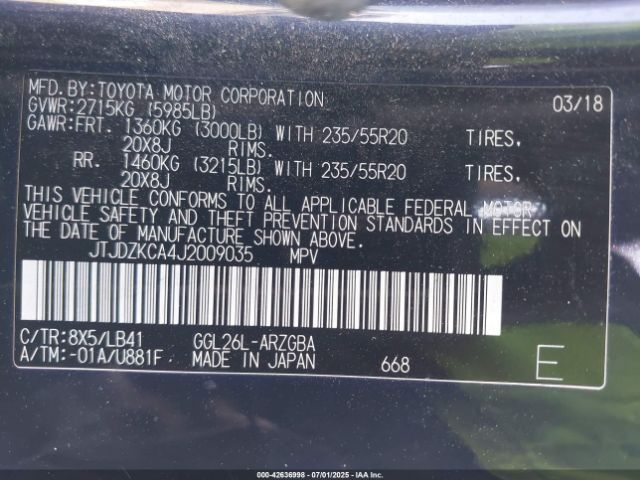 MFD.BY:TOYOTA MOTOR CORPORATION 03/18
GVWR:2715KG (5985LB)
GAWR:FRT. 1360KG (3000LB) WITH 235/55R20 TIRES,
20X8J RIMS.
RR. 1460KG (3215LB) WITH 235/55R20 TIRES,
20X8J RIMS.
THIS VEHICLE CONFORMS TO ALL APPLICABLE FEDERAL MOTOR
VEHICLE SAFETY AND THEFT PREVENTION STANDARDS IN EFFECT ON
THE DATE OF MANUFACTURE SHOWN ABOVE.
JTJDZKCA4J2009035 MPV
C/TR:8X5/LB41 GGL26L-ARZGBA
A/TM:-01A/U881F MADE IN JAPAN 668 E
000-42636998 - 07/01/2025 - IAA Inc.